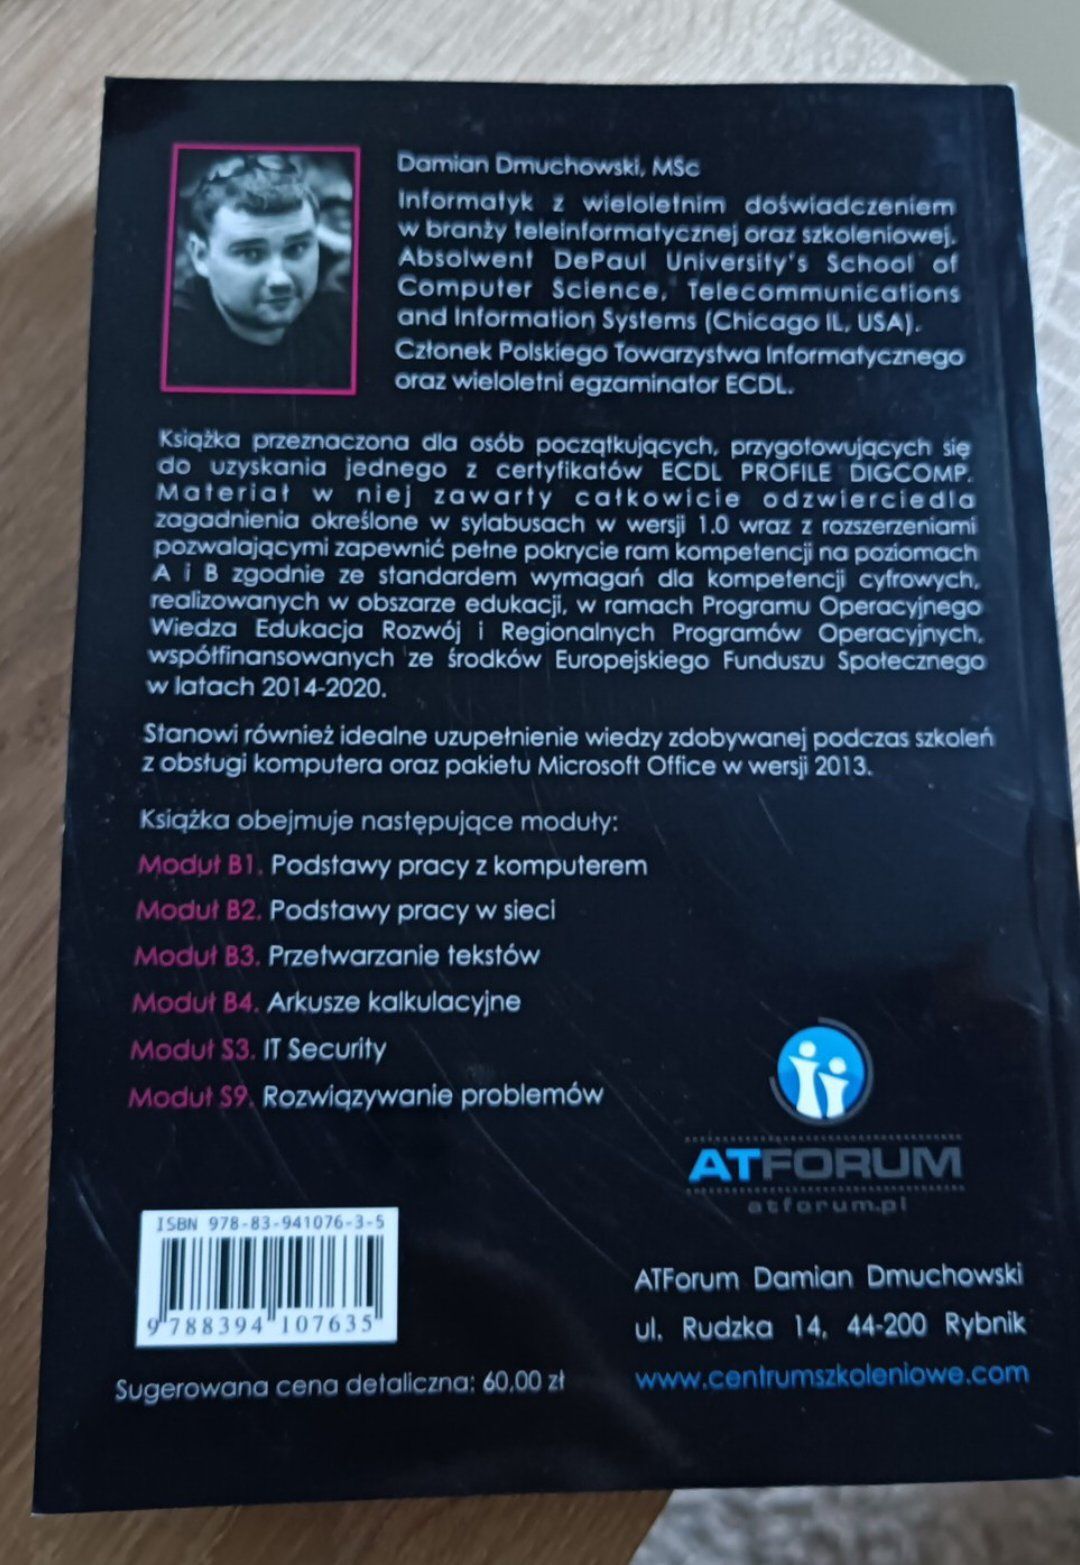 Damian Dmuchowski, MSc
Informatyk z wieloletnim doświadczeniem
w branży teleinformatycznej oraz szkoleniowej.
Absolwent DePaul University's School of
Computer Science, Telecommunications
and Information Systems (Chicago IL, USA).
Członek Polskiego Towarzystwa Informatycznego
oraz wieloletni egzaminator ECDL.
Książka przeznaczona dla osób początkujących, przygotowujących się
do uzyskania jednego z certyfikatów ECDL PROFILE DIGCOMP.
Materiał w niej zawarty całkowicie odzwierciedla
zagadnienia określone w sylabusach w wersji 1.0 wraz z rozszerzeniami
pozwalającymi zapewnić pełne pokrycie ram kompetencji na poziomach
A i B zgodnie ze standardem wymagań dla kompetencji cyfrowych,
realizowanych w obszarze edukacji, w ramach Programu Operacyjnego
Wiedza Edukacja Rozwój i Regionalnych Programów Operacyjnych,
współfinansowanych ze środków Europejskiego Funduszu Społecznego
w latach 2014-2020.
Stanowi również idealne uzupełnienie wiedzy zdobywanej podczas szkoleń
z obsługi komputera oraz pakietu Microsoft Office w wersji 2013.
Książka obejmuje następujące moduły:
Moduł B1. Podstawy pracy z komputerem
Moduł B2. Podstawy pracy w sieci
Moduł B3. Przetwarzanie tekstów
Moduł B4. Arkusze kalkulacyjne
Moduł S3. IT Security
Moduł S9. Rozwiązywanie problemów
ATFORUM
atforum.pl
ISBN 978-83-941076-3-5
9 788394 107635
Sugerowana cena detaliczna: 60,00 zł
ATForum Damian Dmuchowski
ul. Rudzka 14, 44-200 Rybnik
www.centrumszkoleniowe.com